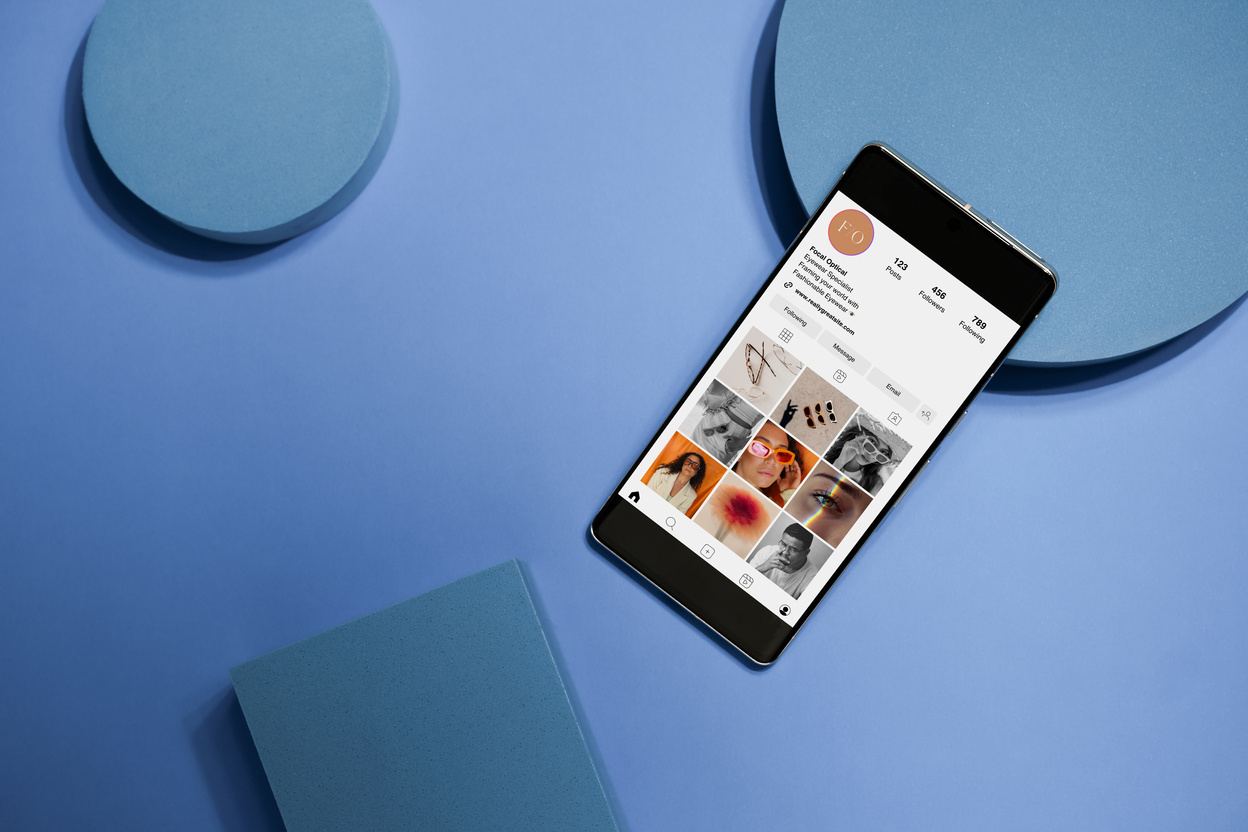 FO
123
Posts
456
Followers
789
Following
Focal Optical
Eyewear Specialist
Framing your world with
Fashionable Eyewear
www.reallygreatsite.com
Following
Message
Email